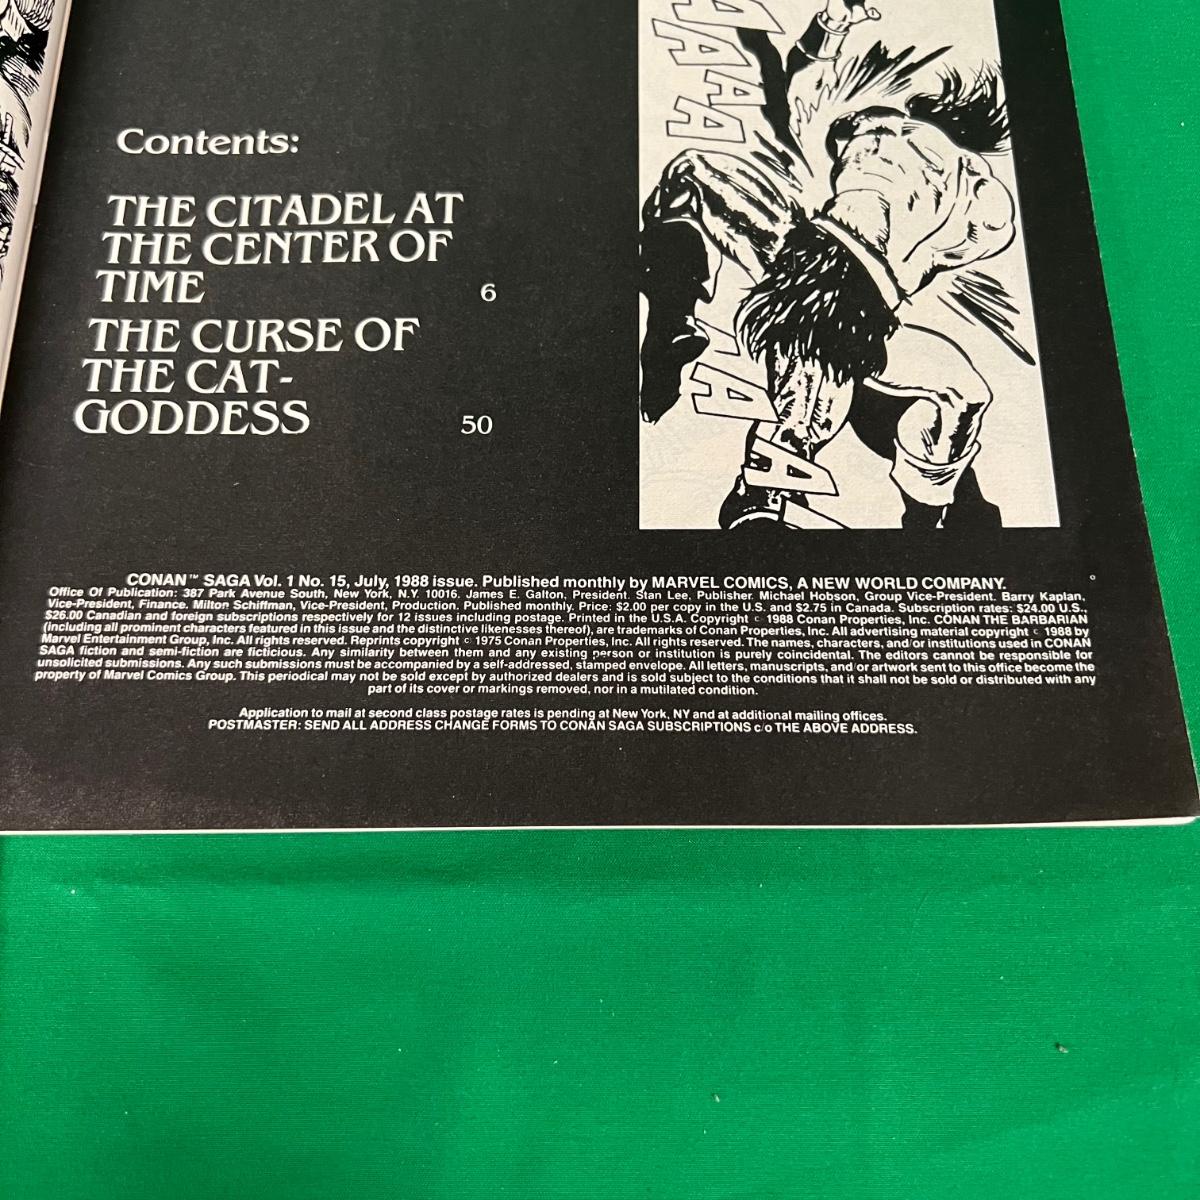 AAAAA
Contents:
THE CITADEL AT
THE CENTER OF
TIME 6
THE CURSE OF
THE CAT-
GODDESS 50
AAAA
CONAN™ SAGA Vol. 1 No. 15, July, 1988 issue. Published monthly by MARVEL COMICS, A NEW WORLD COMPANY.
Office Of Publication: 387 Park Avenue South, New York, N.Y. 10016. James E. Galton, President. Stan Lee, Publisher. Michael Hobson, Group Vice-President. Barry Kaplan,
Vice-President, Finance. Milton Schiffman, Vice-President, Production. Published monthly. Price: $2.00 per copy in the U.S. and $2.75 in Canada. Subscription rates: $24.00 U.S.,
$26.00 Canadian and foreign subscriptions respectively for 12 issues including postage. Printed in the U.S.A. Copyright © 1988 Conan Properties, Inc. CONAN THE BARBARIAN
(including all prominent characters featured in this issue and the distinctive likenesses thereof), are trademarks of Conan Properties, Inc. All advertising material copyright © 1988 by
Marvel Entertainment Group, Inc. All rights reserved. Reprints copyright © 1975 Conan Properties, Inc. All rights reserved. The names, characters, and/or institutions used in CONAN
SAGA fiction and semi-fiction are ficticious. Any similarity between them and any existing person or institution is purely coincidental. The editors cannot be responsible for
unsolicited submissions. Any such submissions must be accompanied by a self-addressed, stamped envelope. All letters, manuscripts, and/or artwork sent to this office become the
property of Marvel Comics Group. This periodical may not be sold except by authorized dealers and is sold subject to the conditions that it shall not be sold or distributed with any
part of its cover or markings removed, nor in a mutilated condition.
Application to mail at second class postage rates is pending at New York, NY and at additional mailing offices.
POSTMASTER: SEND ALL ADDRESS CHANGE FORMS TO CONAN SAGA SUBSCRIPTIONS c/o THE ABOVE ADDRESS.